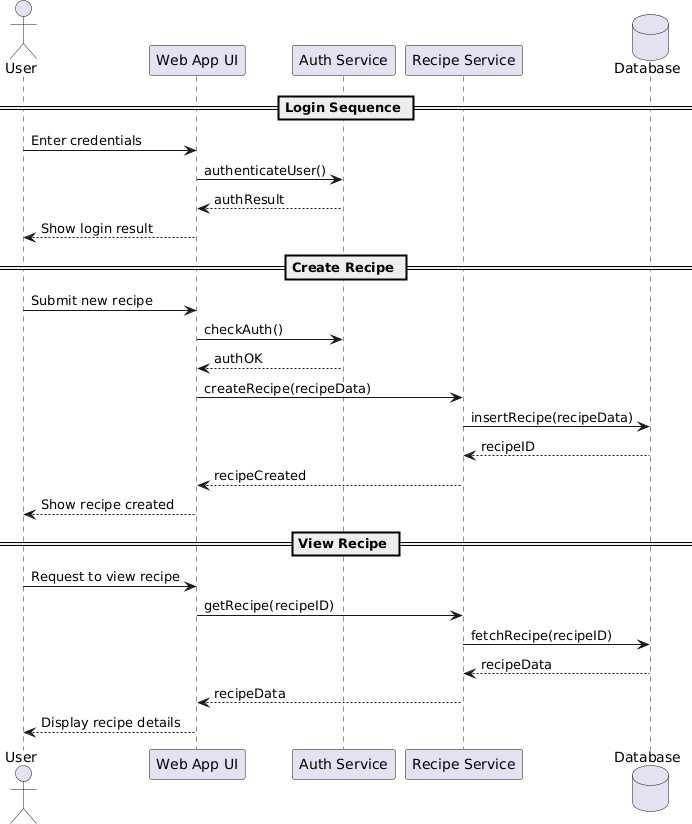 User
Web App UI
Auth Service
Recipe Service
Database
Login Sequence
Enter credentials
authenticateUser()
authResult
Show login result
Create Recipe
Submit new recipe
checkAuth()
authOK
createRecipe(recipeData)
insertRecipe(recipeData)
recipeID
recipeCreated
Show recipe created
View Recipe
Request to view recipe
getRecipe(recipeID)
fetchRecipe(recipeID)
recipeData
recipeData
Display recipe details
User
Web App UI
Auth Service
Recipe Service
Database